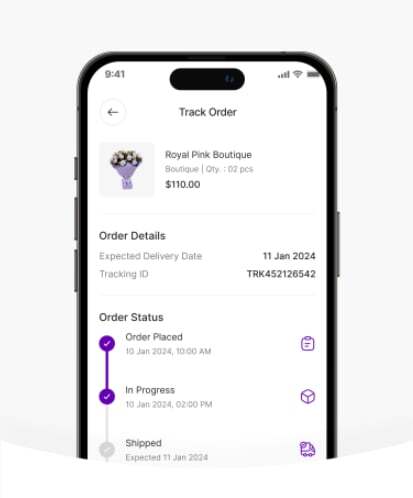 9:41
Track Order
Royal Pink Boutique
Boutique | Qty. : 02 pcs
$110.00
Order Details
Expected Delivery Date 11 Jan 2024
Tracking ID TRK452126542
Order Status
Order Placed
10 Jan 2024, 10:00 AM
In Progress
10 Jan 2024, 02:00 PM
Shipped
Expected 11 Jan 2024